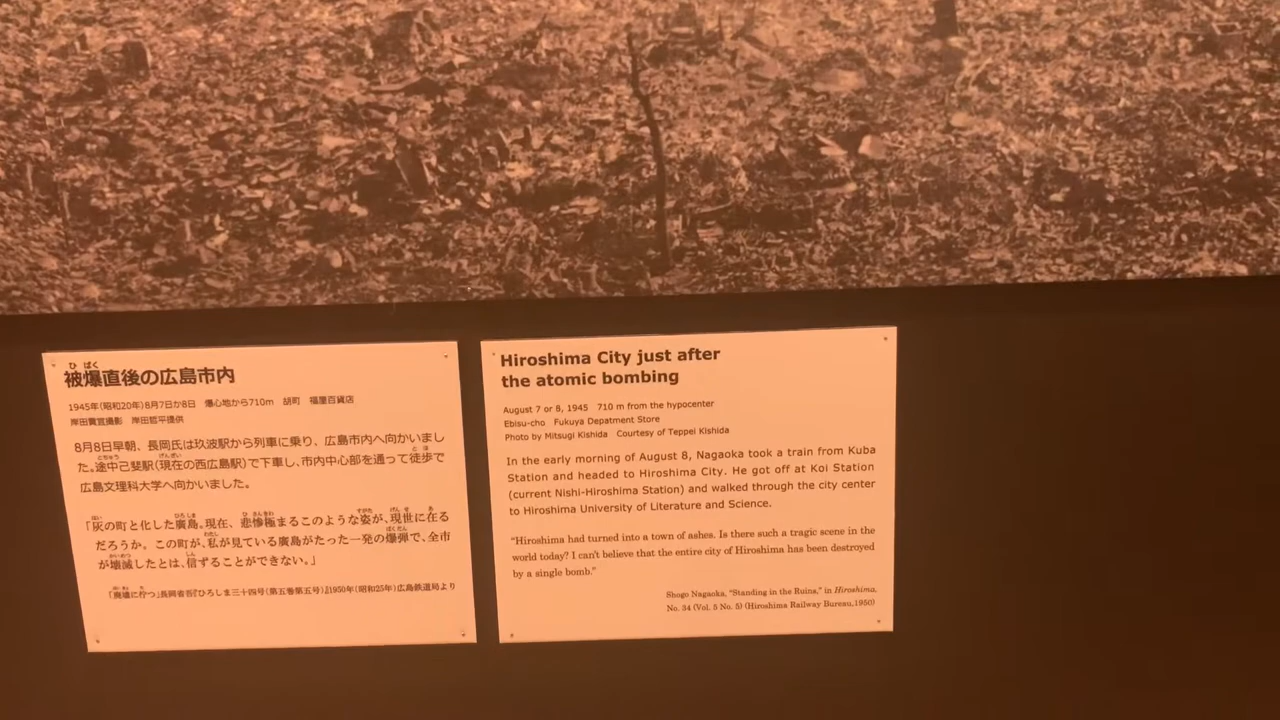 被爆直後の広島市内
1945年(昭和20年)8月7日か8日 爆心地から710m 胡町 福屋百貨店
岸田貢宜撮影 岸田哲平提供
8月8日早朝、長岡氏は玖波駅から列車に乗り、広島市内へ向かいまし
た。途中己斐駅(現在の西広島駅)で下車し、市内中心部を通って徒歩で
広島文理科大学へ向かいました。
「灰の町と化した廣島。現在、悲惨極まるこのような姿が、現世に在る
だろうか。この町が、私が見ている廣島がたった一発の爆弾で、全市
が壊滅したとは、信ずることができない。」
「廃墟に佇つ」長岡省吾『ひろしま三十四号(第五巻第五号)』1950年(昭和25年)広島鉄道局より
Hiroshima City just after
the atomic bombing
August 7 or 8, 1945 710 m from the hypocenter
Ebisu-cho Fukuya Depatment Store
Photo by Mitsugi Kishida Courtesy of Teppei Kishida
In the early morning of August 8, Nagaoka took a train from Kuba
Station and headed to Hiroshima City. He got off at Koi Station
(current Nishi-Hiroshima Station) and walked through the city center
to Hiroshima University of Literature and Science.
“Hiroshima had turned into a town of ashes. Is there such a tragic scene in the
world today? I can't believe that the entire city of Hiroshima has been destroyed
by a single bomb.”
Shogo Nagaoka, “Standing in the Ruins,” in Hiroshima,
No. 34 (Vol. 5 No. 5) (Hiroshima Railway Bureau,1950)